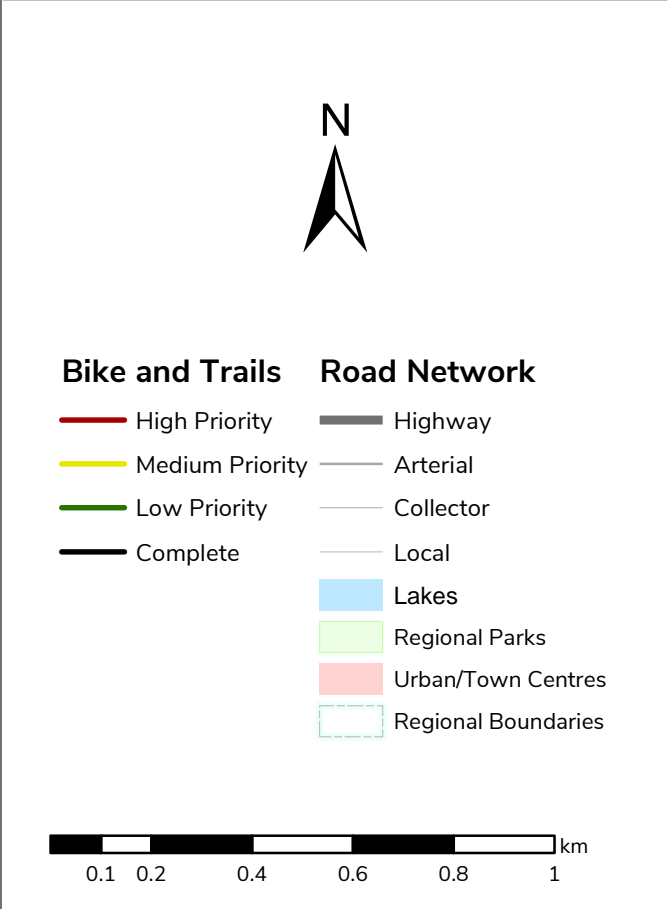 N
Bike and Trails
High Priority
Medium Priority
Low Priority
Complete
Road Network
Highway
Arterial
Collector
Local
Lakes
Regional Parks
Urban/Town Centres
Regional Boundaries
km
0.1 0.2 0.4 0.6 0.8 1